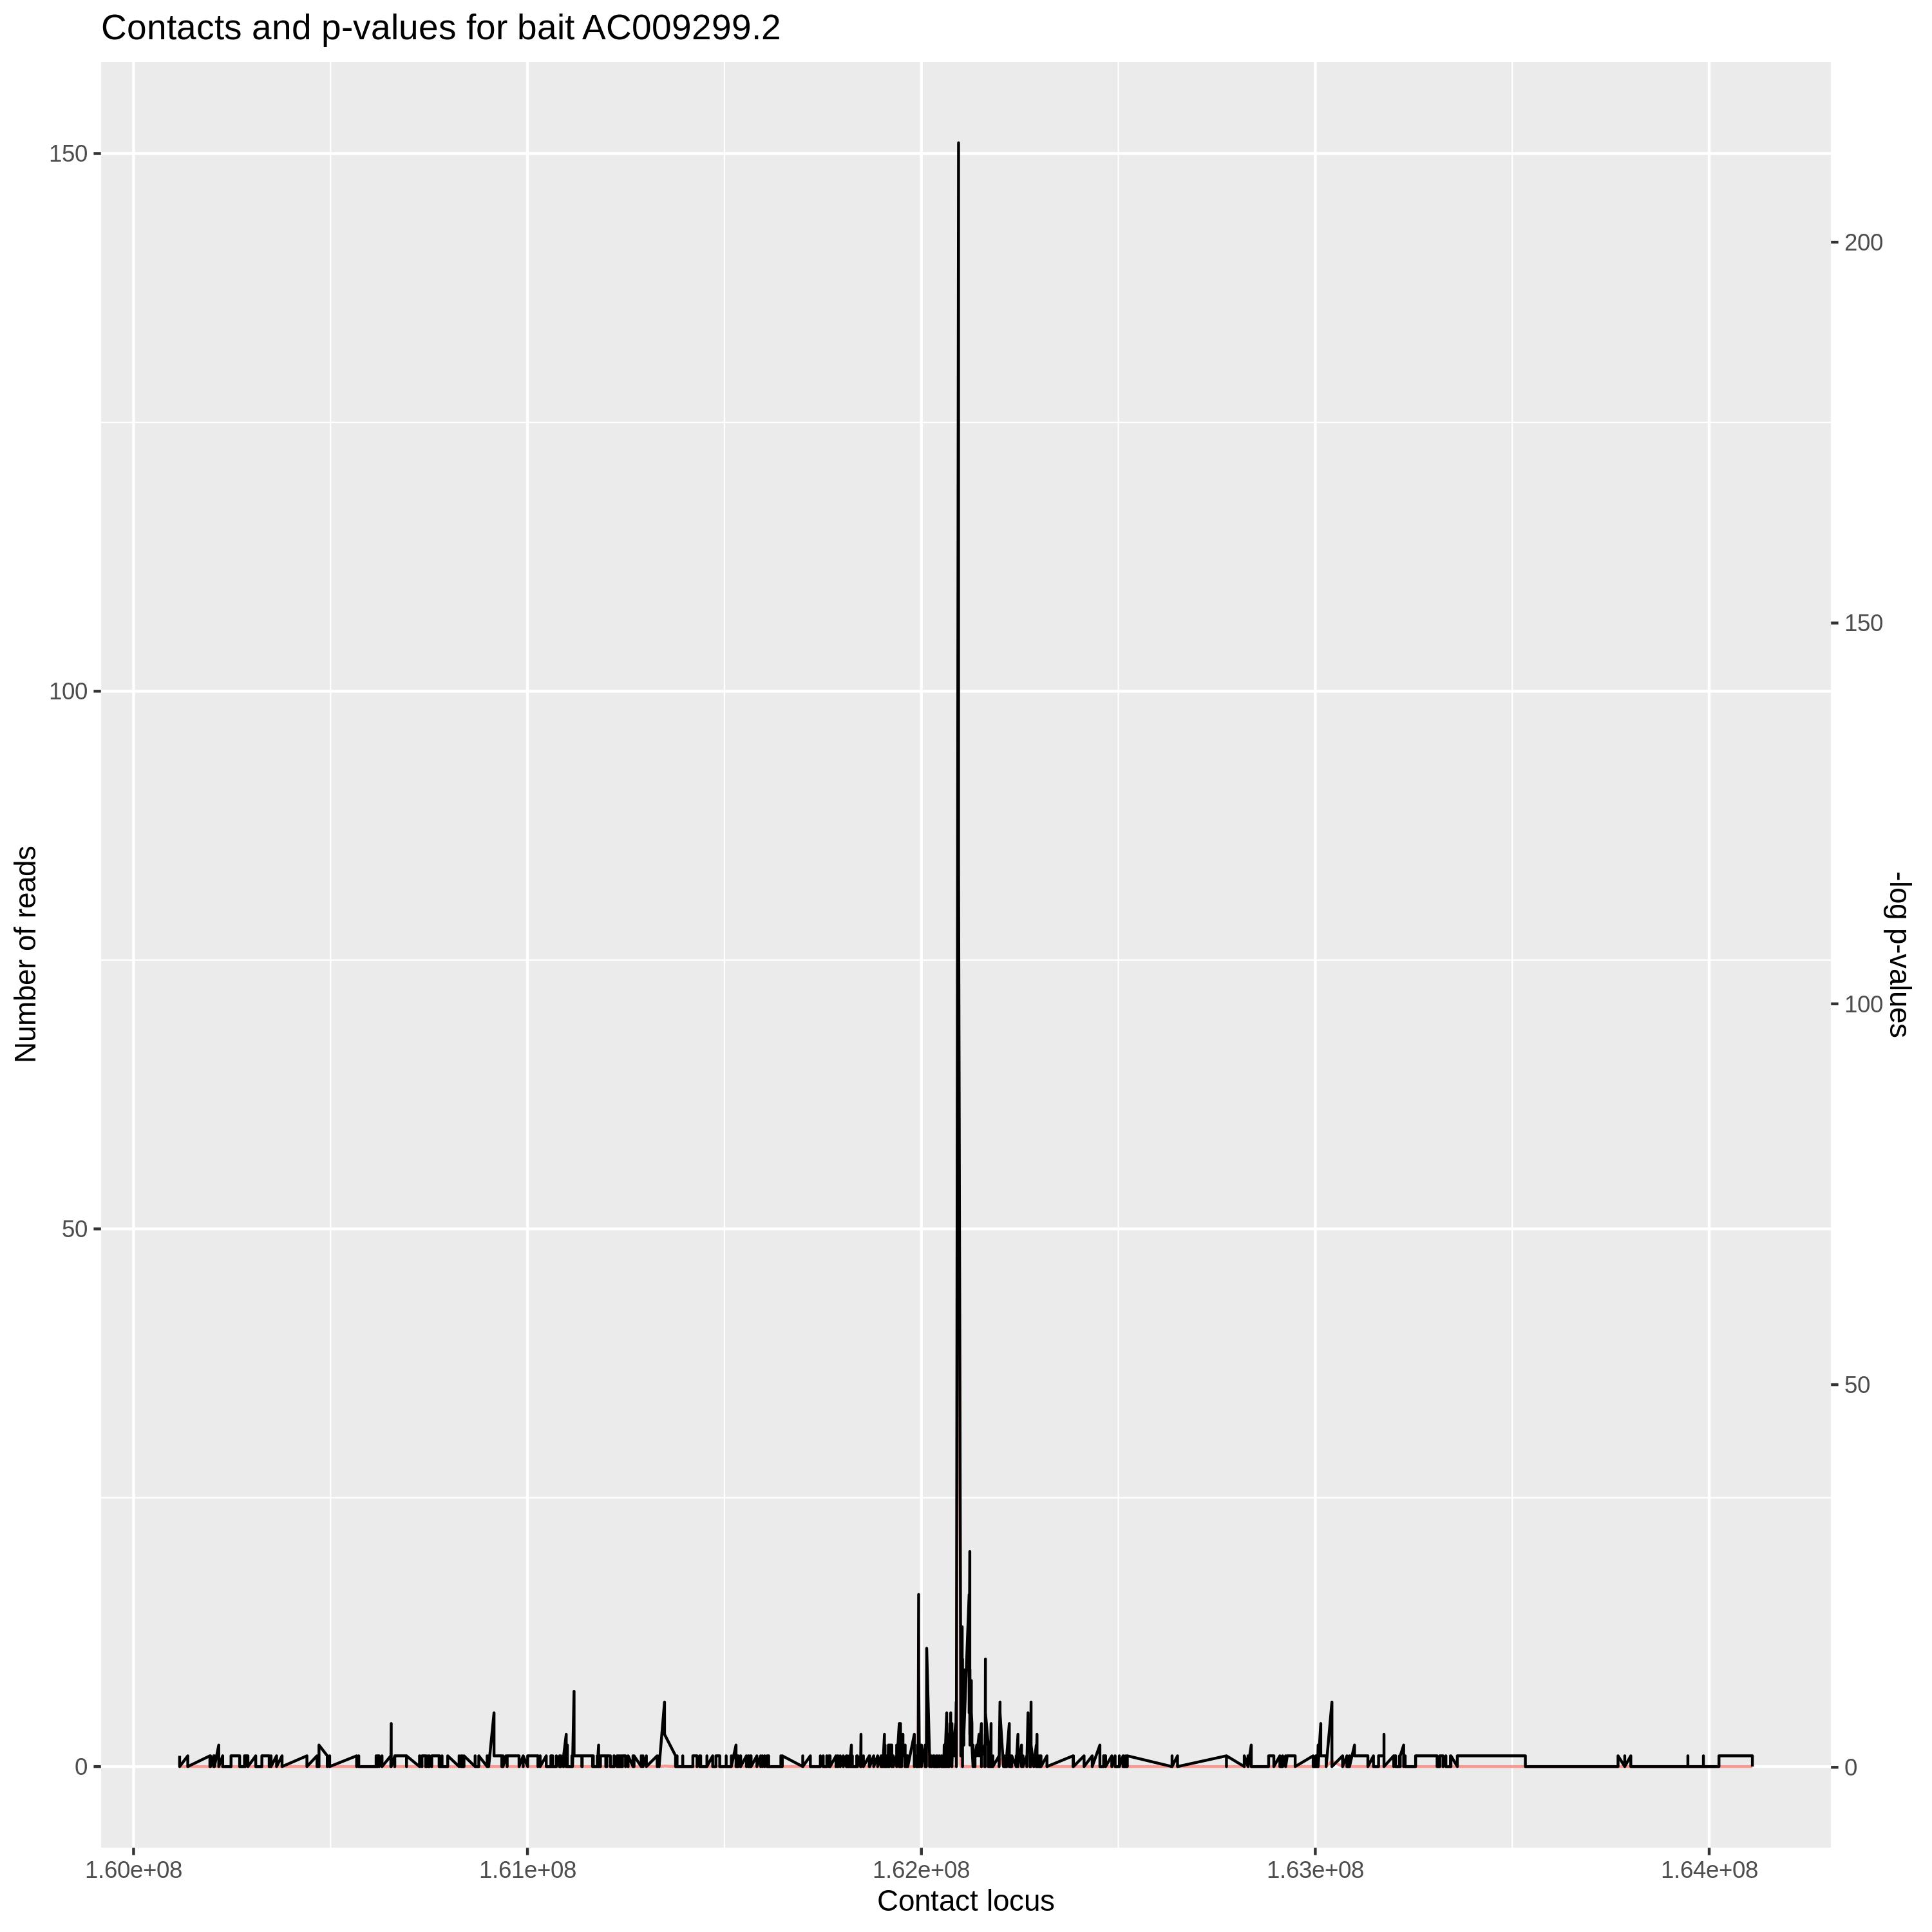 Contacts and p-values for bait AC009299.2
150
100
50
0
Number of reads
200
150
100
50
0
-log p-values
1.60e+08
1.61e+08
1.62e+08
1.63e+08
1.64e+08
Contact locus